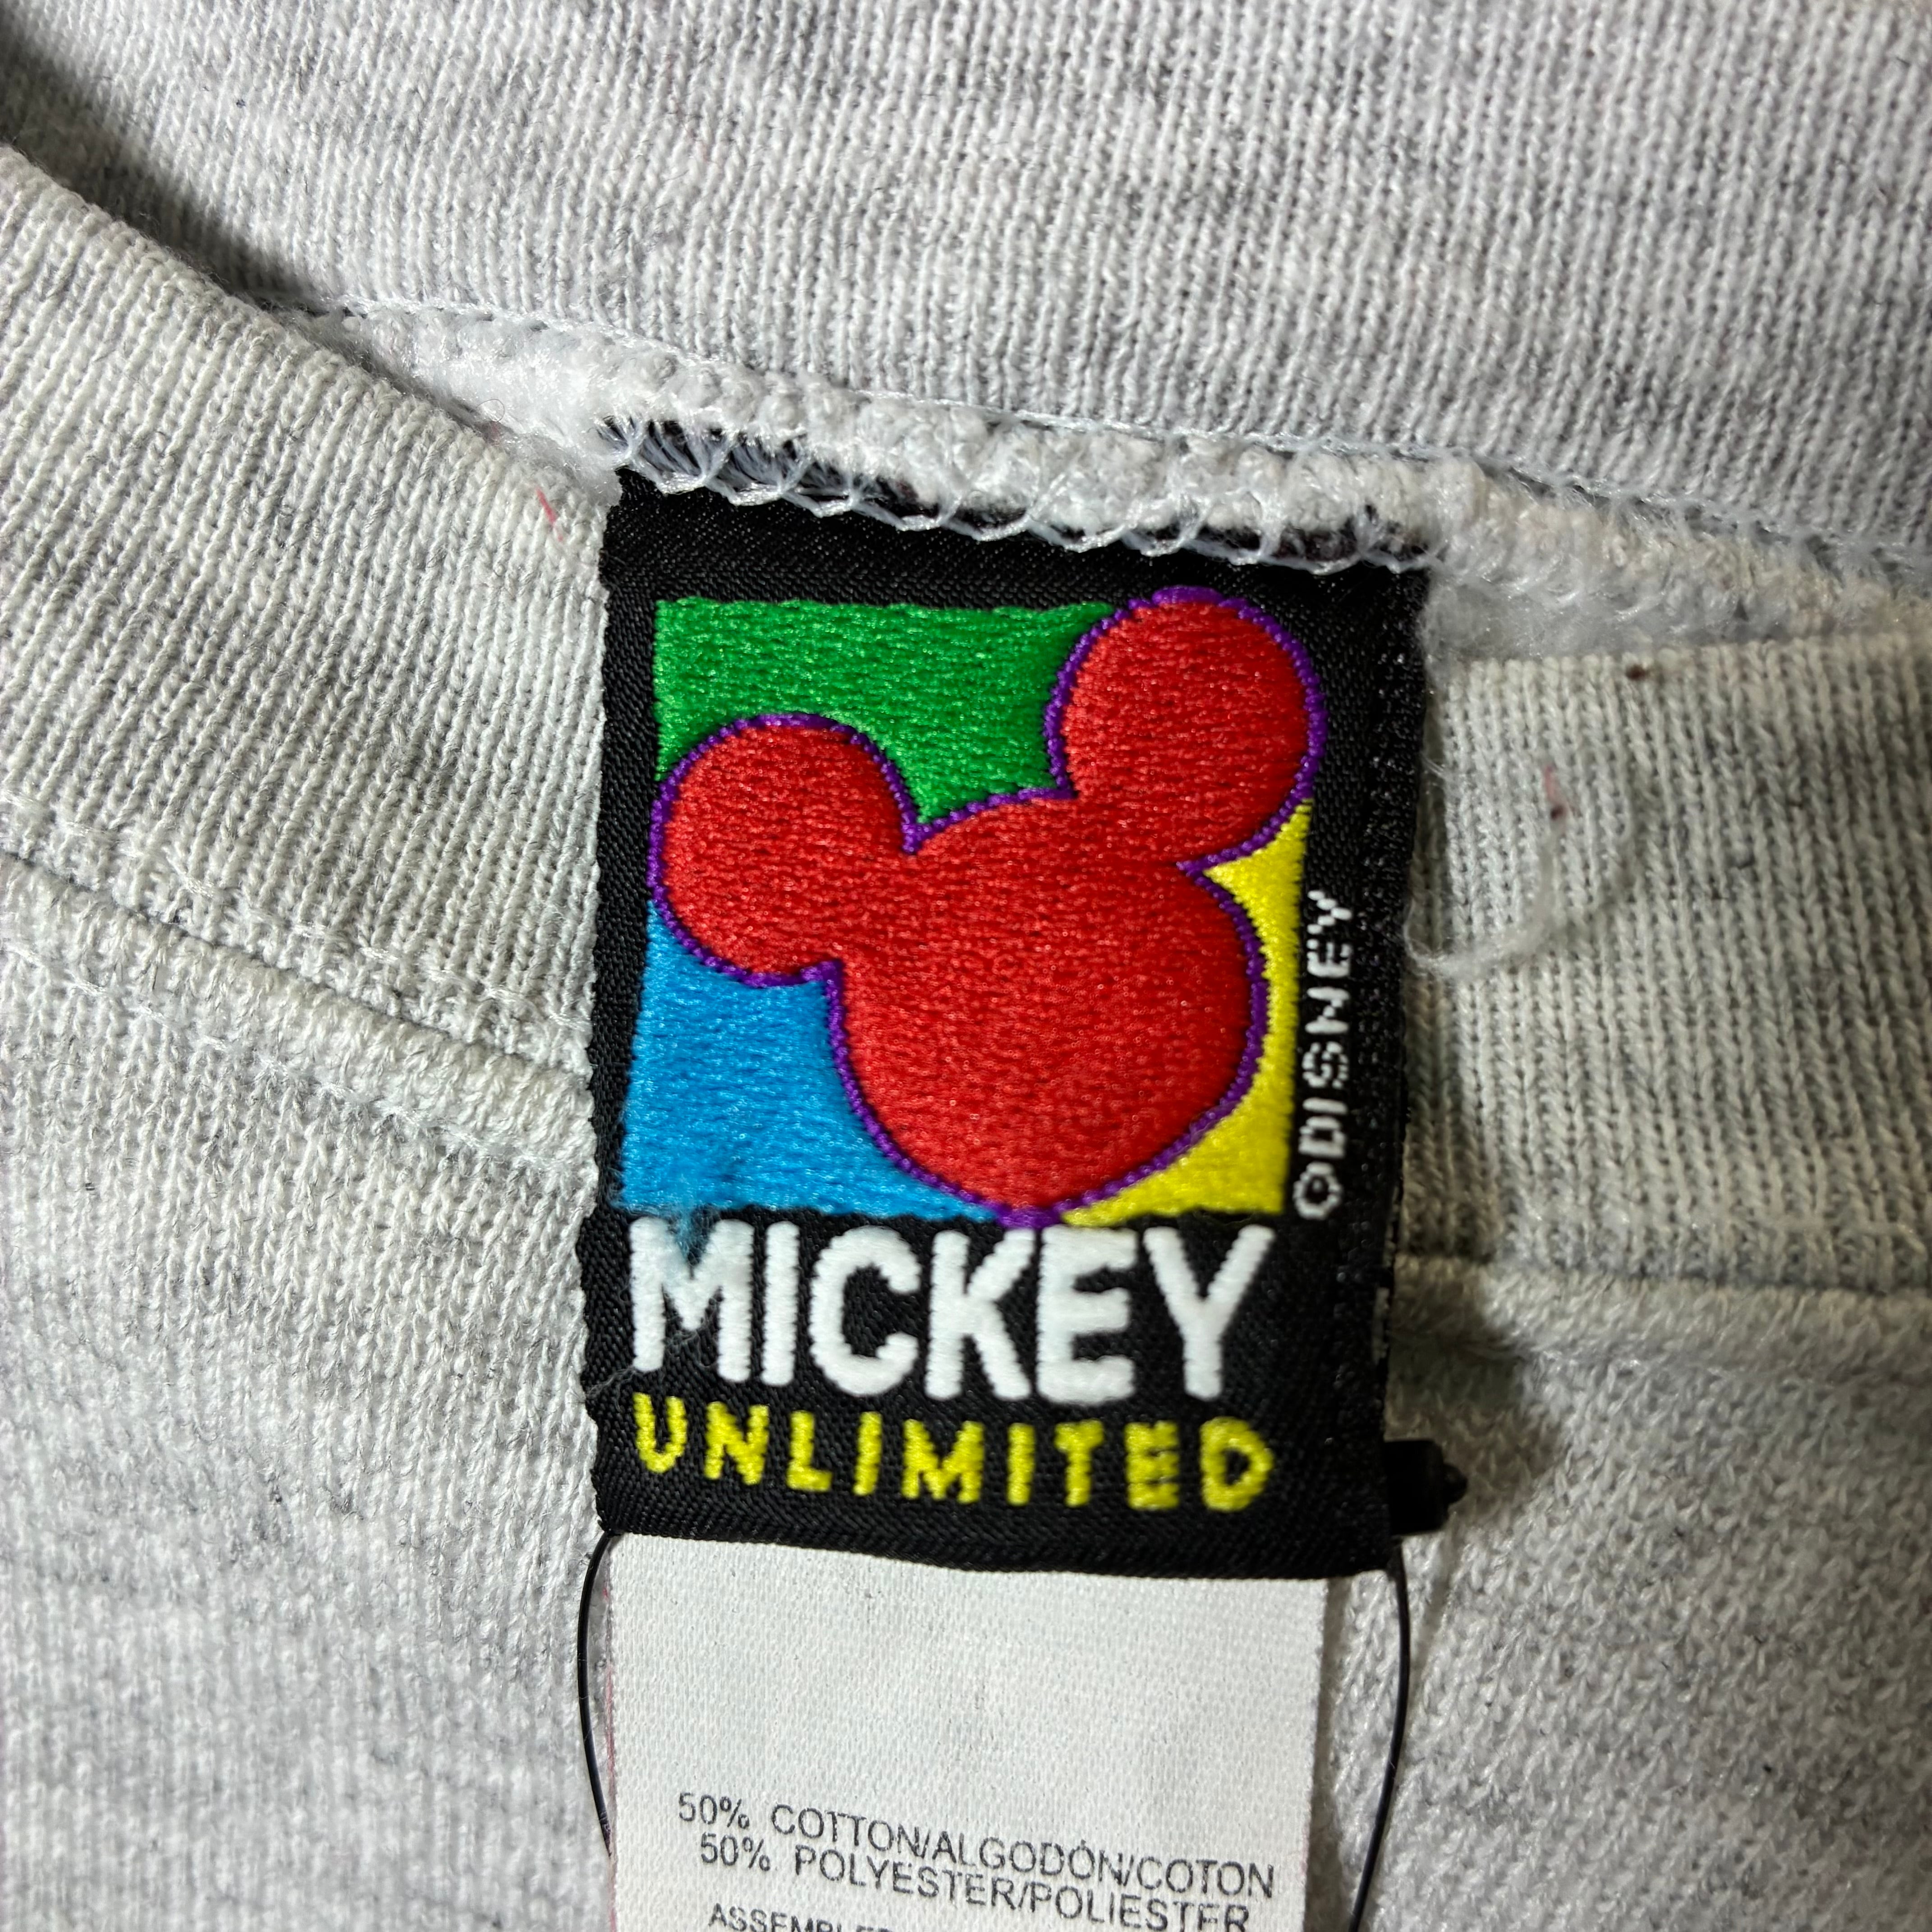 ©DISNEY
MICKEY
UNLIMITED
50% COTTON/ALGODÓN/COTON
50% POLYESTER/POLIESTER